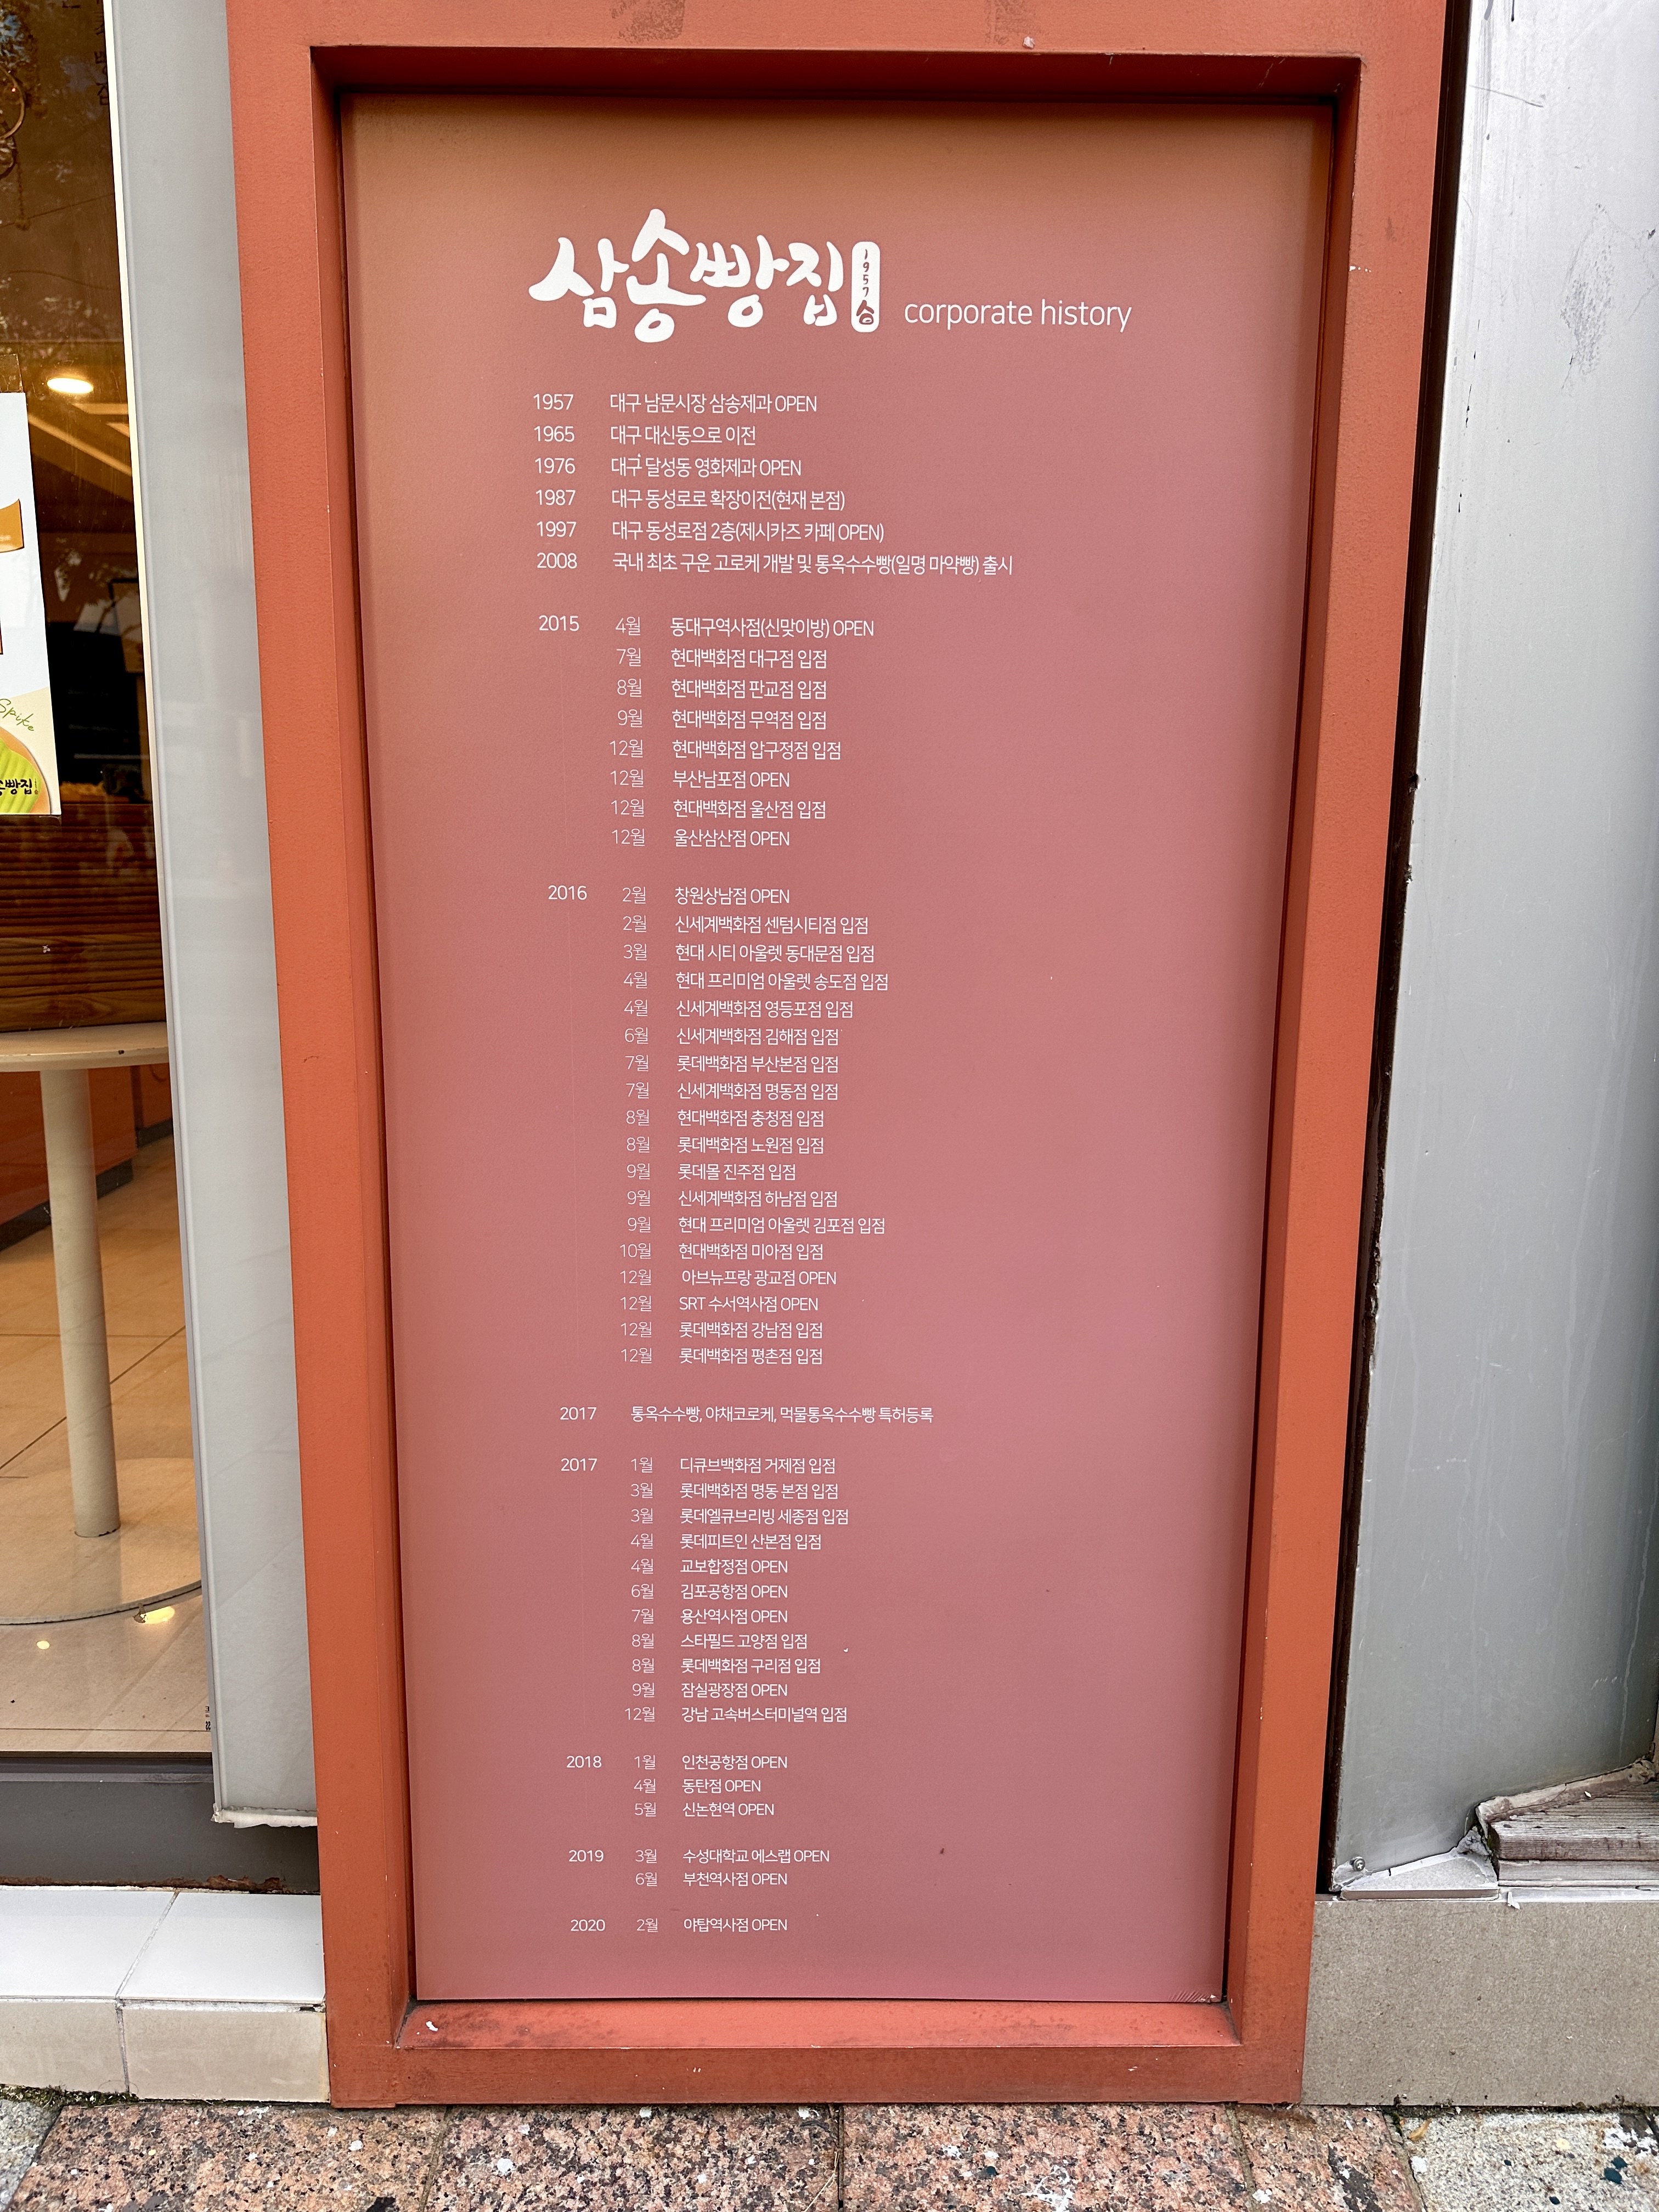 삼송빵집 1957 corporate history
1957 대구 남문시장 삼송제과 OPEN
1965 대구 대신동으로 이전
1976 대구 달성동 영화제과 OPEN
1987 대구 동성로로 확장이전(현재 본점)
1997 대구 동성로점 2층(제시카즈 카페 OPEN)
2008 국내 최초 구운 고로케 개발 및 통옥수수빵(일명 마약빵) 출시
2015 4월 동대구역사점(신맞이방) OPEN
7월 현대백화점 대구점 입점
8월 현대백화점 판교점 입점
9월 현대백화점 무역점 입점
12월 현대백화점 압구정점 입점
12월 부산남포점 OPEN
12월 현대백화점 울산점 입점
12월 울산삼산점 OPEN
2016 2월 창원상남점 OPEN
2월 신세계백화점 센텀시티점 입점
3월 현대 시티 아울렛 동대문점 입점
4월 현대 프리미엄 아울렛 송도점 입점
4월 신세계백화점 영등포점 입점
6월 신세계백화점 김해점 입점
7월 롯데백화점 부산본점 입점
7월 신세계백화점 명동점 입점
8월 현대백화점 충청점 입점
8월 롯데백화점 노원점 입점
9월 롯데몰 진주점 입점
9월 신세계백화점 하남점 입점
9월 현대 프리미엄 아울렛 김포점 입점
10월 현대백화점 미아점 입점
12월 아브뉴프랑 광교점 OPEN
12월 SRT 수서역사점 OPEN
12월 롯데백화점 강남점 입점
12월 롯데백화점 평촌점 입점
2017 통옥수수빵, 야채코로케, 먹물통옥수수빵 특허등록
2017 1월 디큐브백화점 거제점 입점
3월 롯데백화점 명동 본점 입점
3월 롯데엘큐브리빙 세종점 입점
4월 롯데피트인 산본점 입점
4월 교보합정점 OPEN
6월 김포공항점 OPEN
7월 용산역사점 OPEN
8월 스타필드 고양점 입점
8월 롯데백화점 구리점 입점
9월 잠실광장점 OPEN
12월 강남 고속버스터미널역 입점
2018 1월 인천공항점 OPEN
4월 동탄점 OPEN
5월 신논현역 OPEN
2019 3월 수성대학교 에스랩 OPEN
6월 부천역사점 OPEN
2020 2월 야탑역사점 OPEN
Spike
빵집